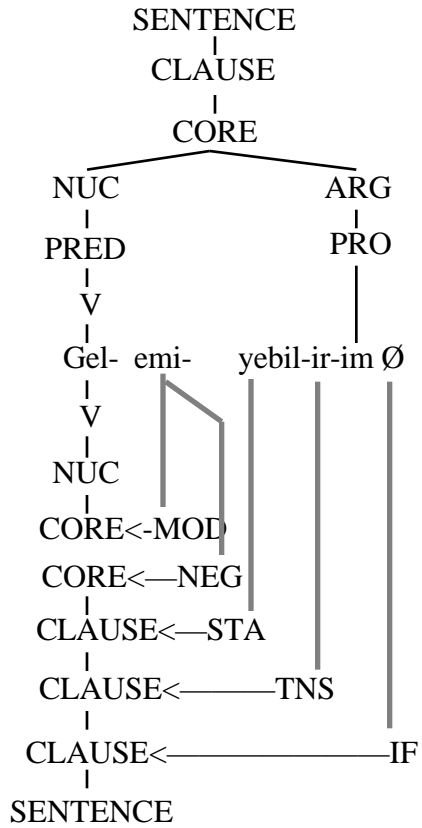 SENTENCE
CLAUSE
CORE
NUC ARG
PRED PRO
V
Gel- emi- yebil-ir-im Ø
V
NUC
CORE<-MOD
CORE<—NEG
CLAUSE<—STA
CLAUSE<————TNS
CLAUSE<————————IF
SENTENCE